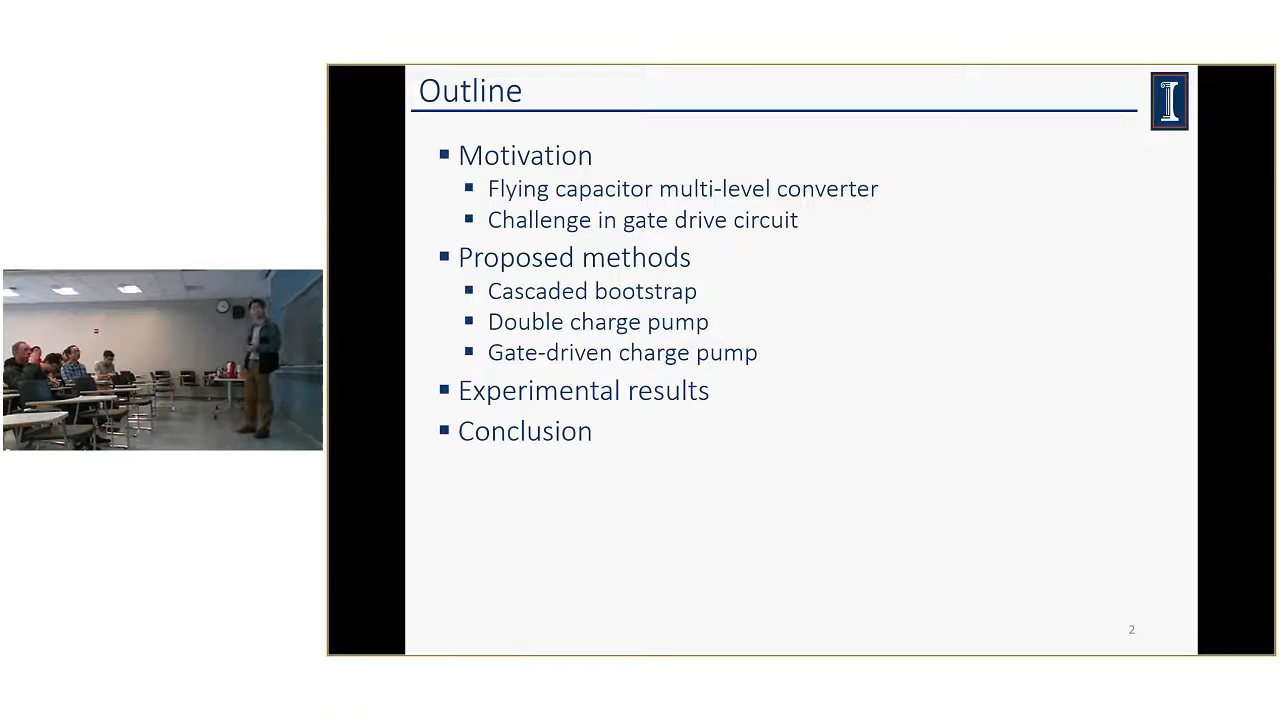 Outline
▪ Motivation
▪ Flying capacitor multi-level converter
▪ Challenge in gate drive circuit
▪ Proposed methods
▪ Cascaded bootstrap
▪ Double charge pump
▪ Gate-driven charge pump
▪ Experimental results
▪ Conclusion
2